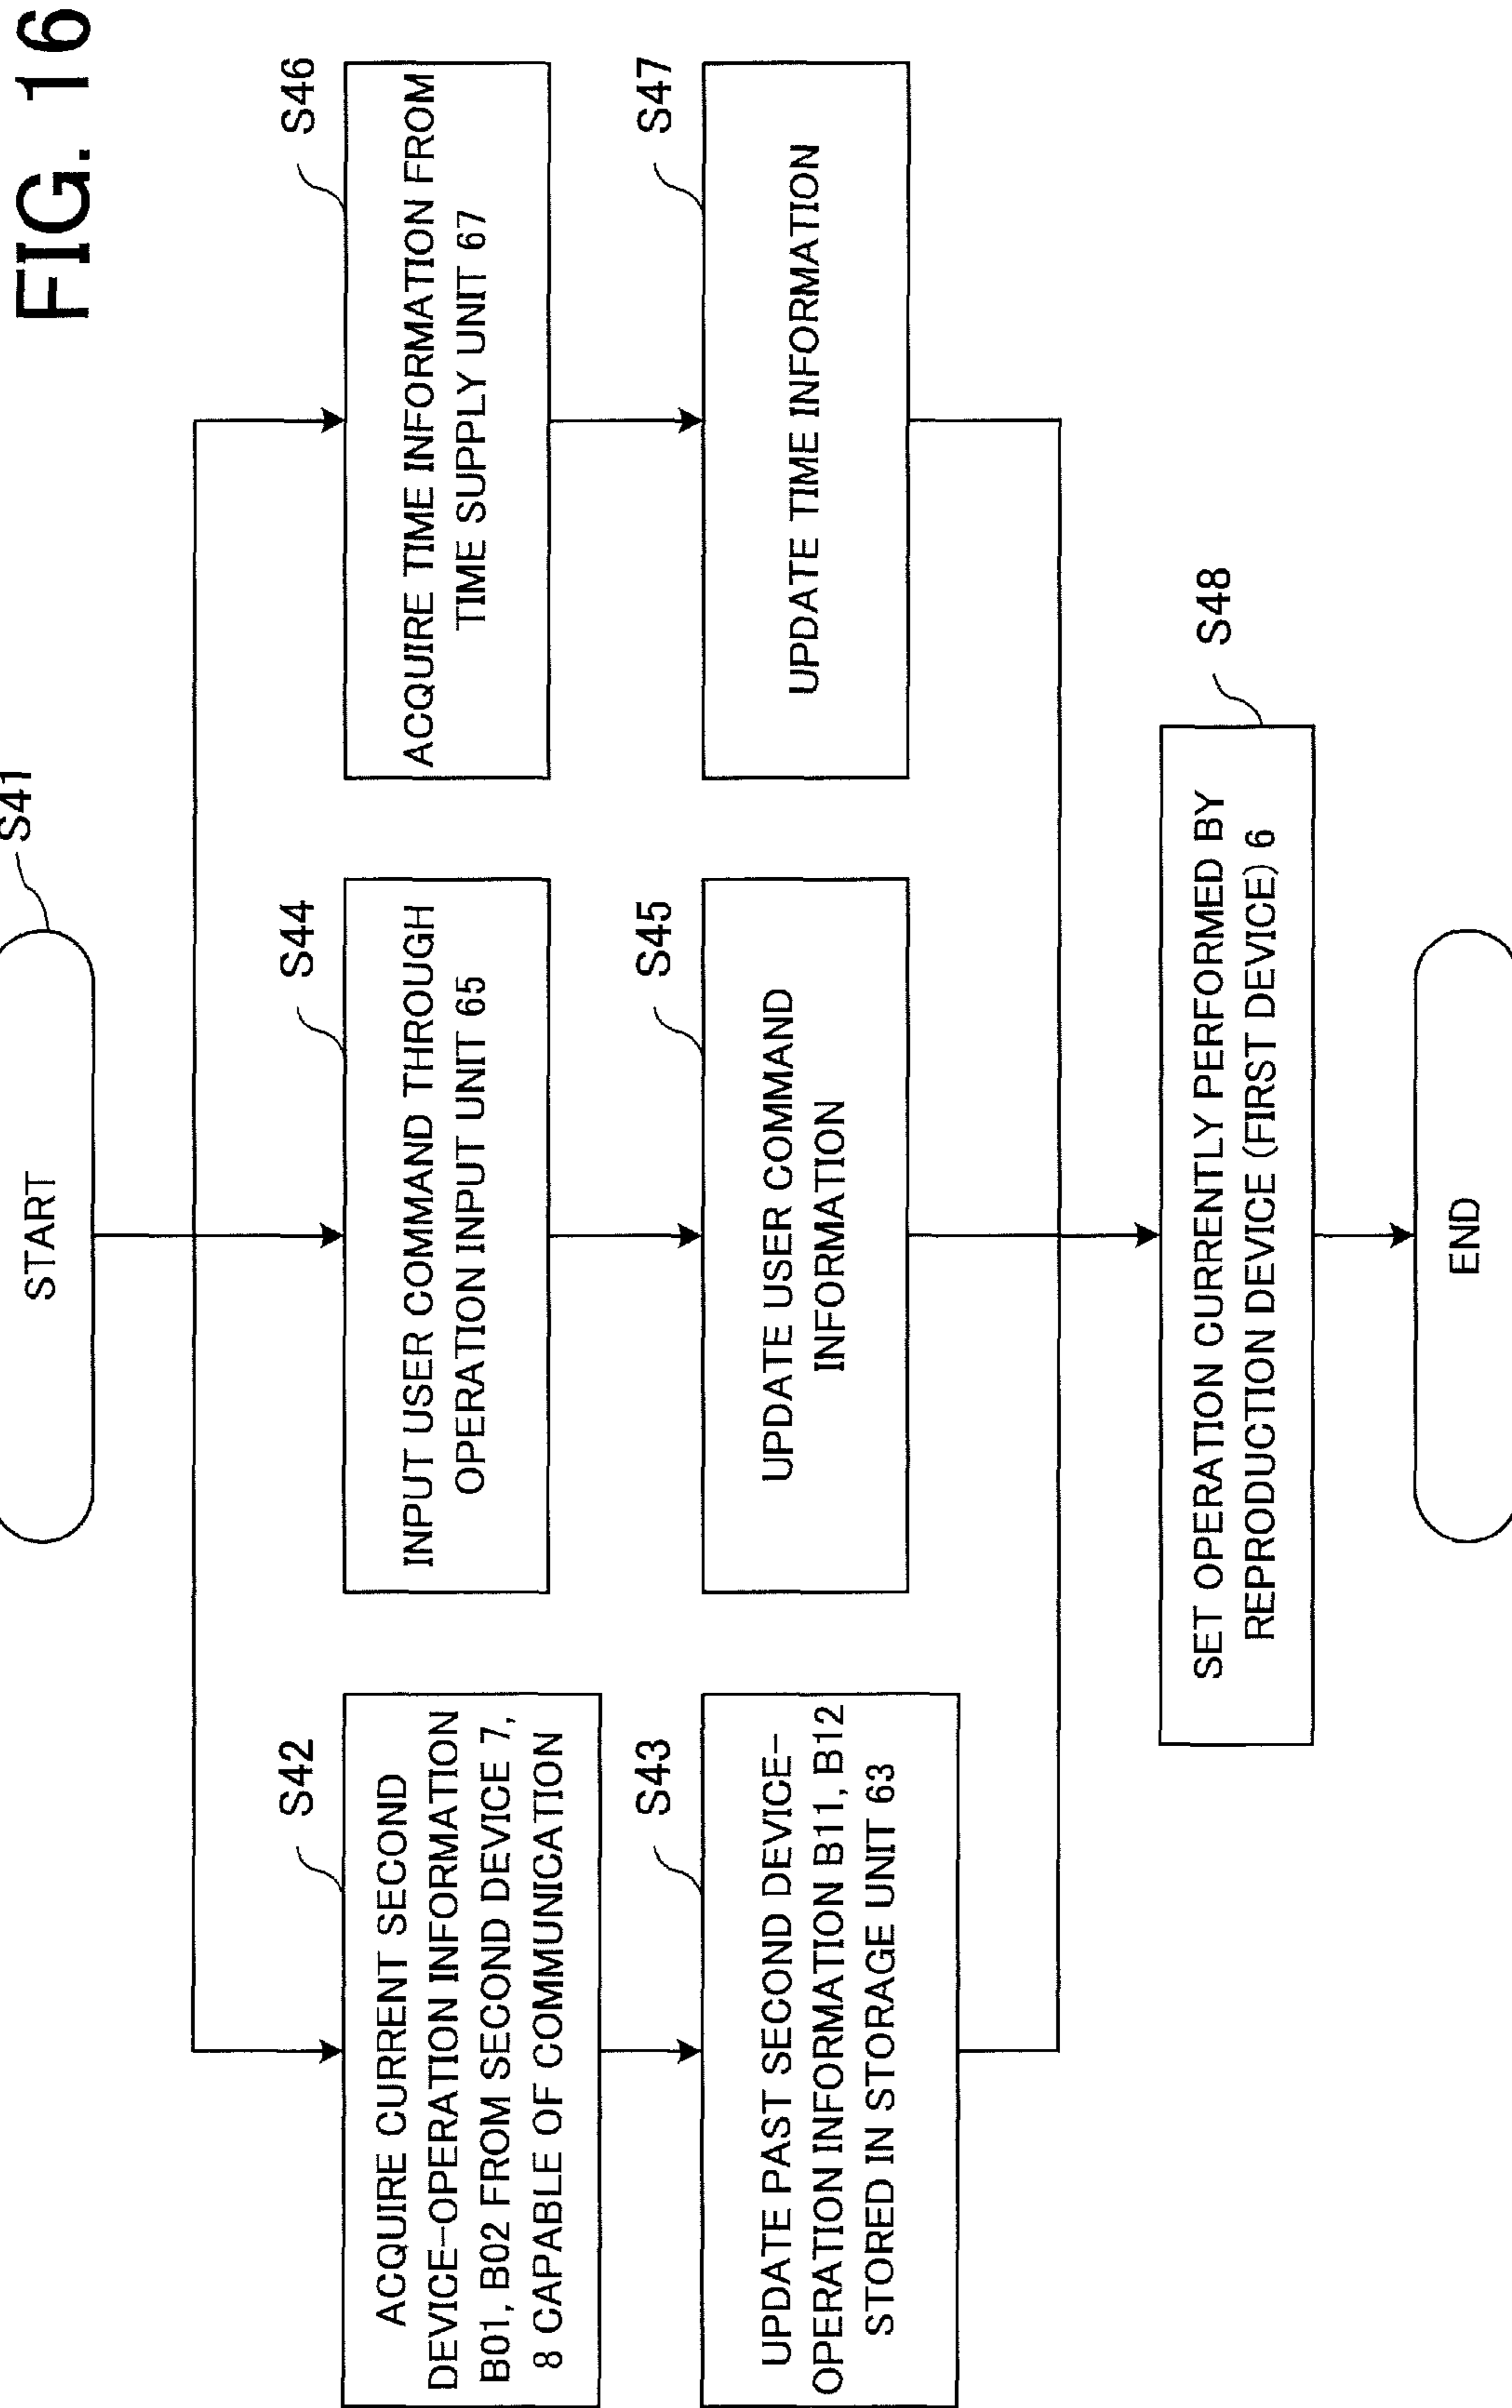 FIG. 16
START
S41
S42
ACQUIRE CURRENT SECOND
DEVICE-OPERATION INFORMATION
B01, B02 FROM SECOND DEVICE 7,
8 CAPABLE OF COMMUNICATION
S43
UPDATE PAST SECOND DEVICE-
OPERATION INFORMATION B11, B12
STORED IN STORAGE UNIT 63
S44
INPUT USER COMMAND THROUGH
OPERATION INPUT UNIT 65
S45
UPDATE USER COMMAND
INFORMATION
S46
ACQUIRE TIME INFORMATION FROM
TIME SUPPLY UNIT 67
S47
UPDATE TIME INFORMATION
S48
SET OPERATION CURRENTLY PERFORMED BY
REPRODUCTION DEVICE (FIRST DEVICE) 6
END